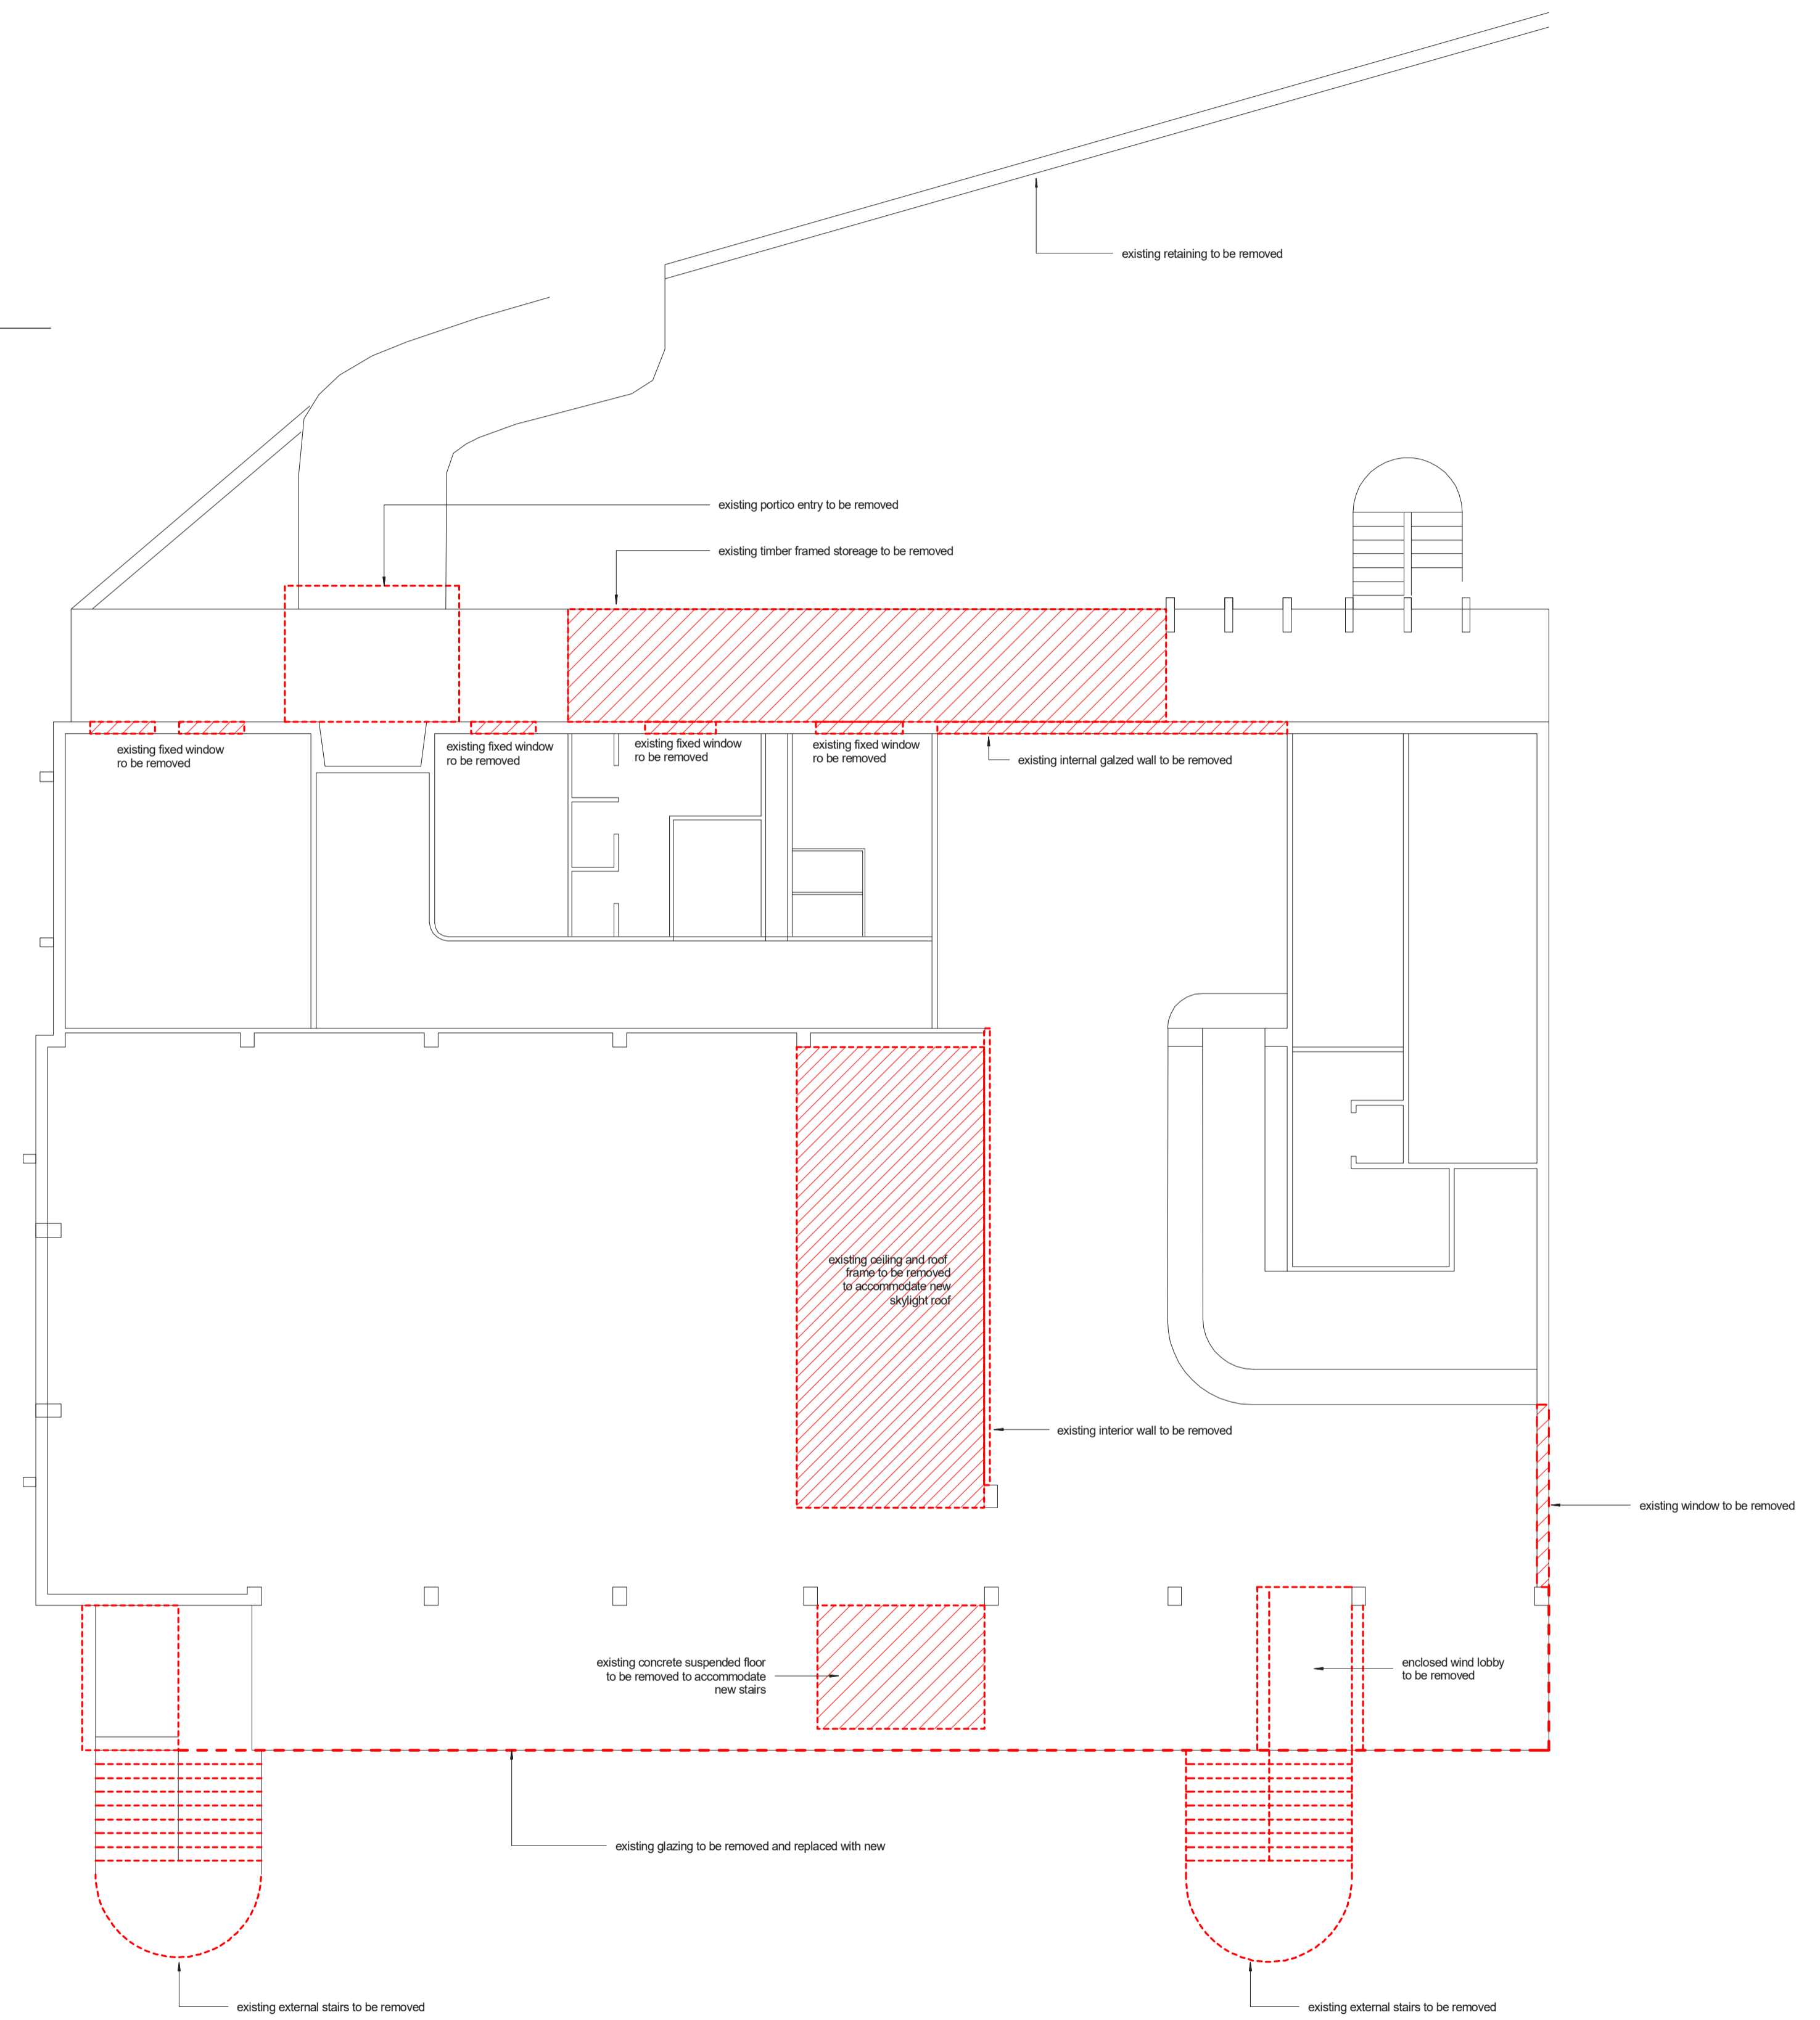 existing retaining to be removed
existing portico entry to be removed
existing timber framed storeage to be removed
existing fixed window
ro be removed
existing fixed window
ro be removed
existing fixed window
ro be removed
existing fixed window
ro be removed
existing internal galzed wall to be removed
existing ceiling and roof
frame to be removed
to accommodate new
skylight roof
existing interior wall to be removed
existing window to be removed
existing concrete suspended floor
to be removed to accommodate
new stairs
enclosed wind lobby
to be removed
existing glazing to be removed and replaced with new
existing external stairs to be removed
existing external stairs to be removed